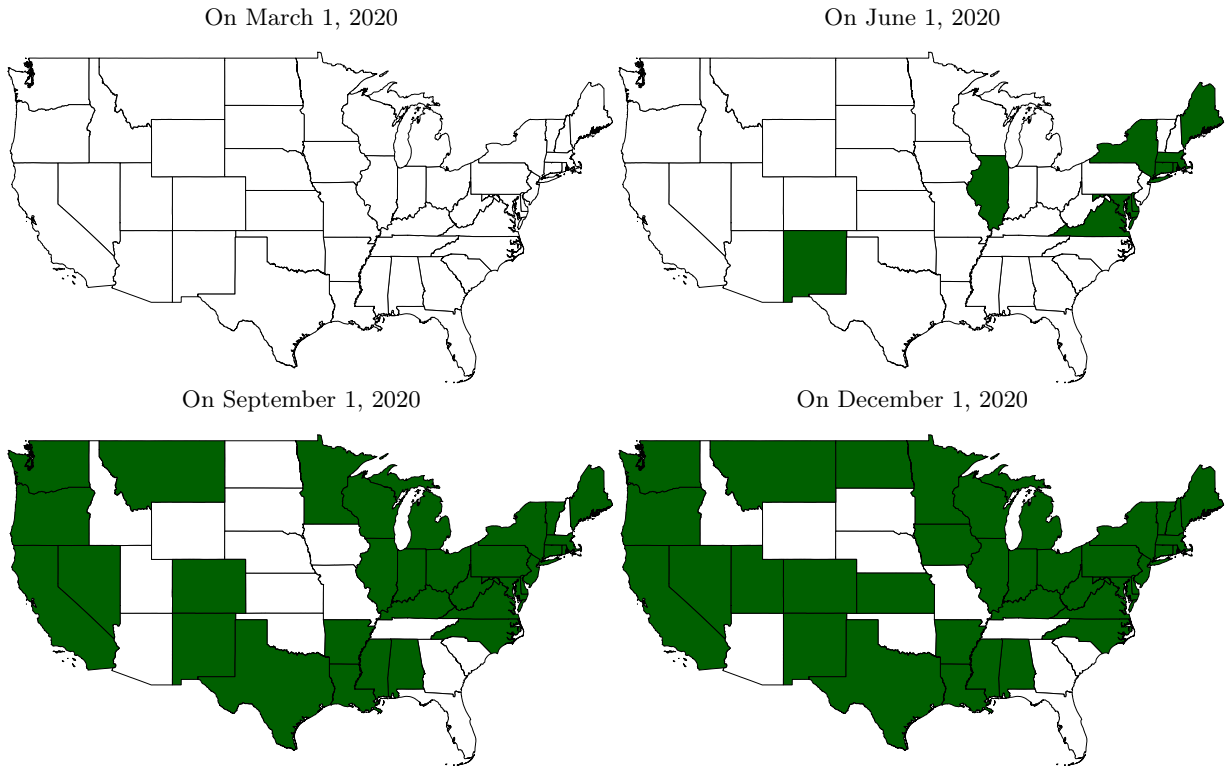 On March 1, 2020
On June 1, 2020
On September 1, 2020
On December 1, 2020